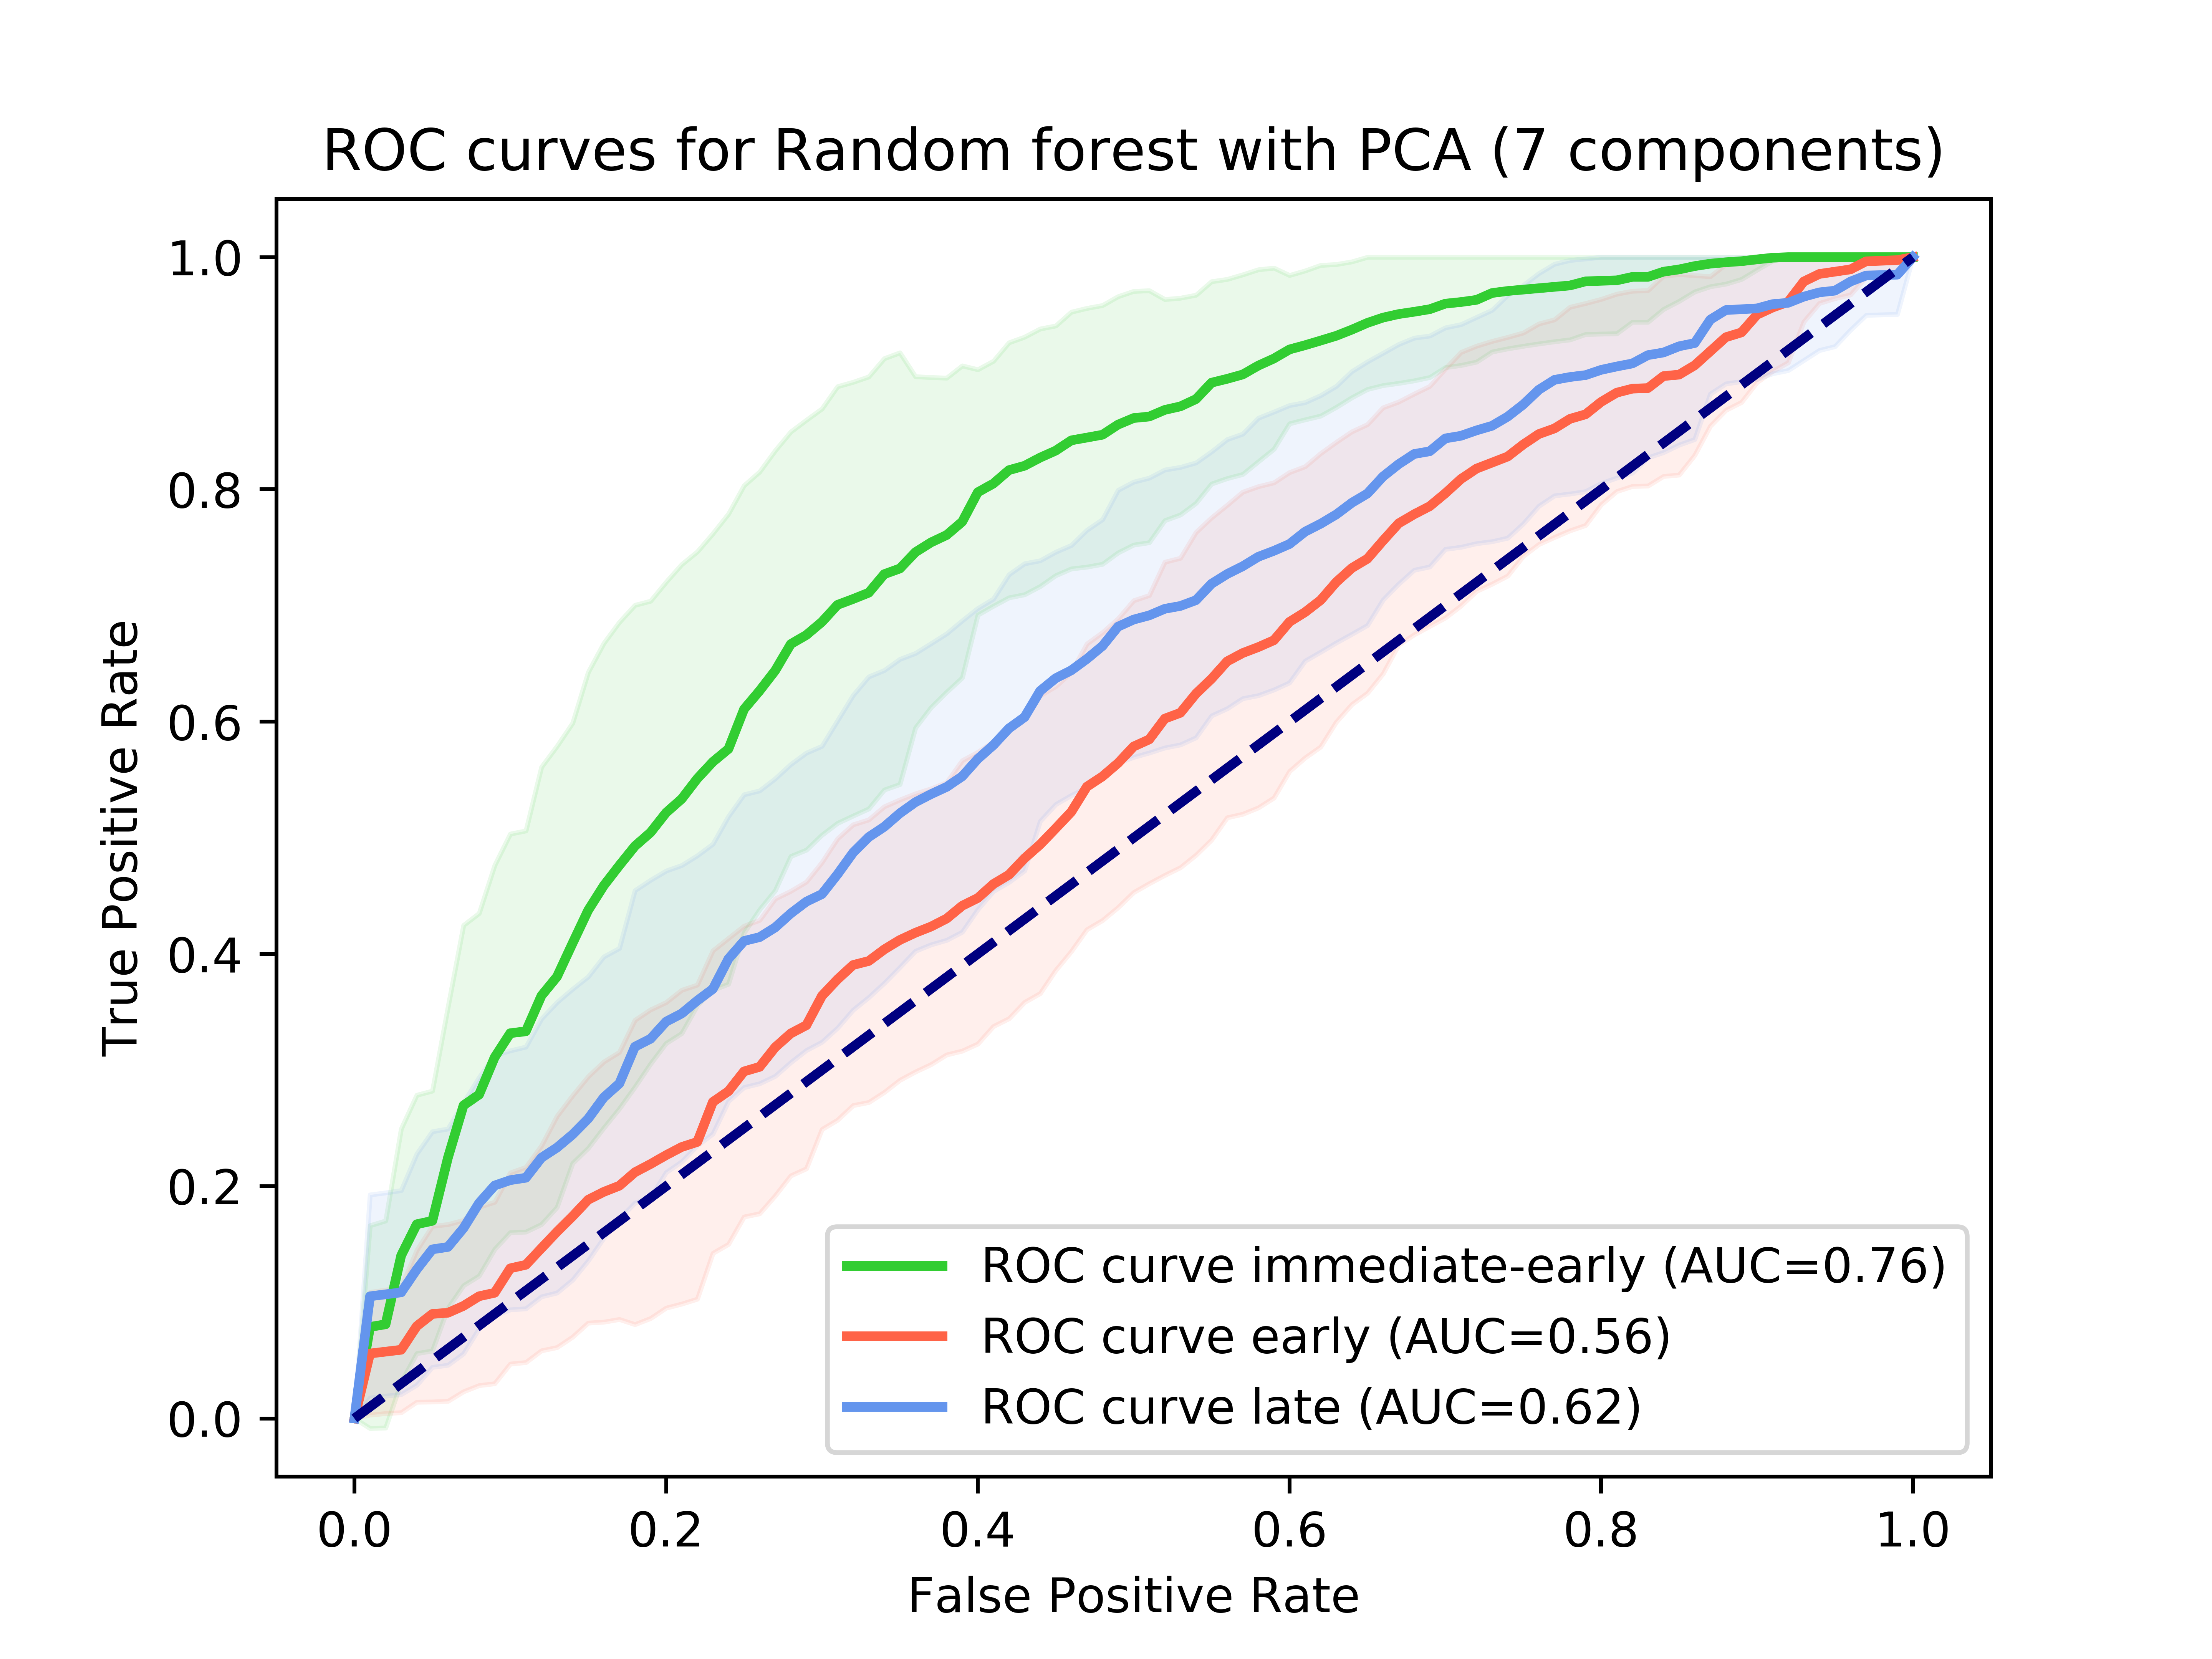 ROC curves for Random forest with PCA (7 components)
True Positive Rate
1.0
0.8
0.6
0.4
0.2
0.0
ROC curve immediate-early (AUC=0.76)
ROC curve early (AUC=0.56)
ROC curve late (AUC=0.62)
0.0 0.2 0.4 0.6 0.8 1.0
False Positive Rate